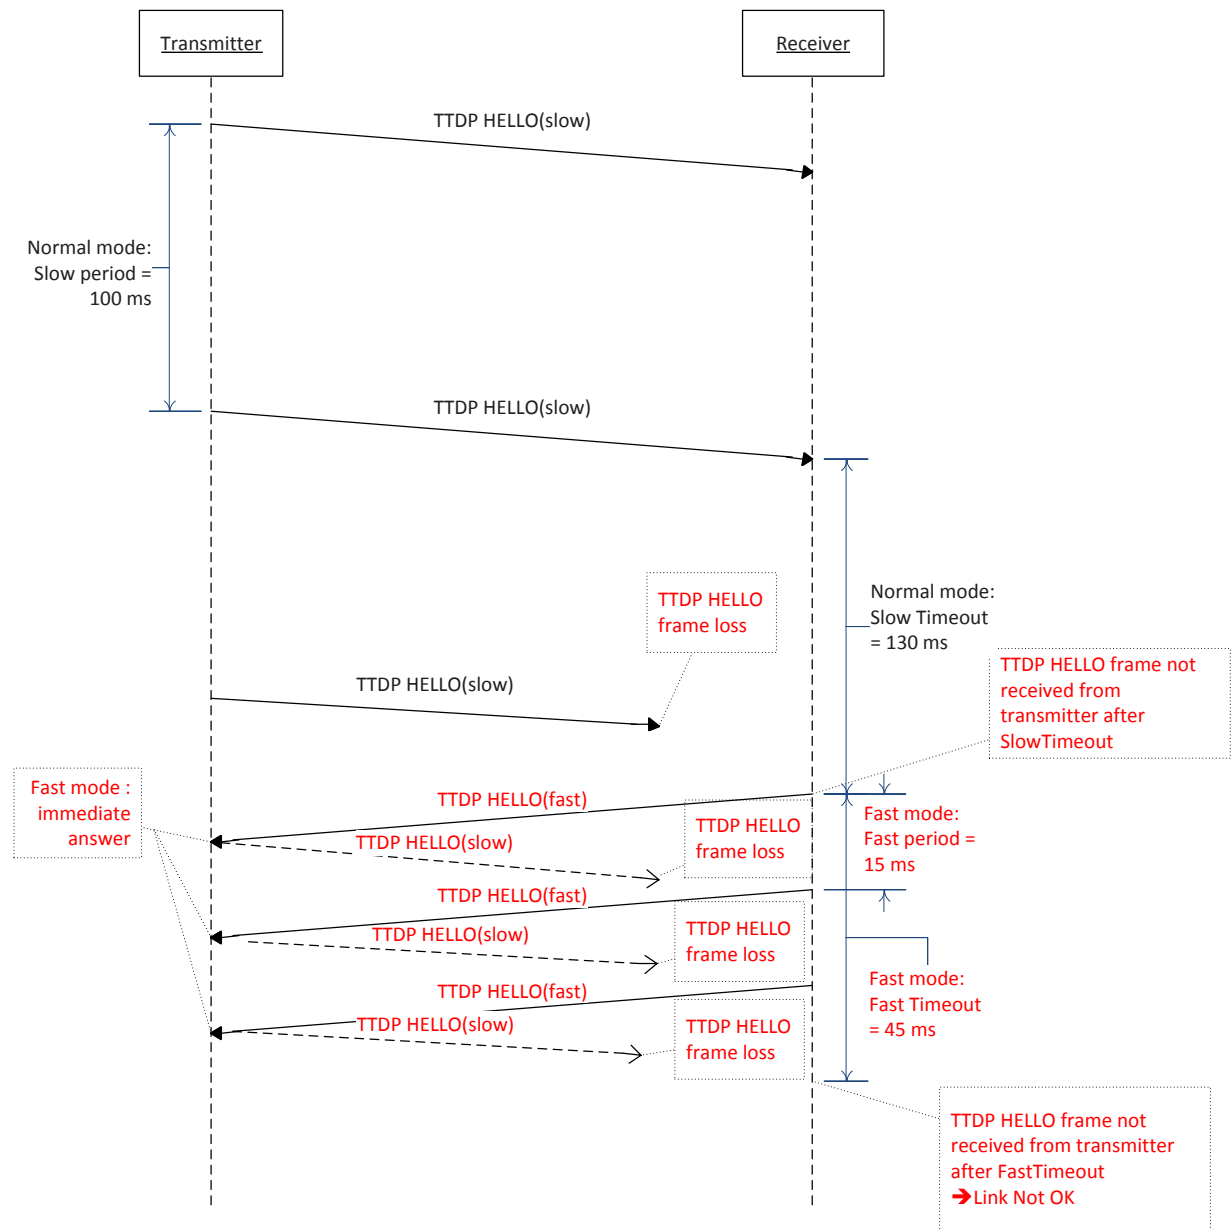 Transmitter
Receiver
TTDP HELLO(slow)
Normal mode:
Slow period =
100 ms
TTDP HELLO(slow)
TTDP HELLO
frame loss
Normal mode:
Slow Timeout
= 130 ms
TTDP HELLO(slow)
TTDP HELLO frame not
received from
transmitter after
SlowTimeout
Fast mode :
immediate
answer
TTDP HELLO(fast)
TTDP HELLO(slow)
TTDP HELLO
frame loss
Fast mode:
Fast period =
15 ms
TTDP HELLO(fast)
TTDP HELLO(slow)
TTDP HELLO
frame loss
Fast mode:
Fast Timeout
= 45 ms
TTDP HELLO(fast)
TTDP HELLO(slow)
TTDP HELLO
frame loss
TTDP HELLO frame not
received from transmitter
after FastTimeout
➔Link Not OK